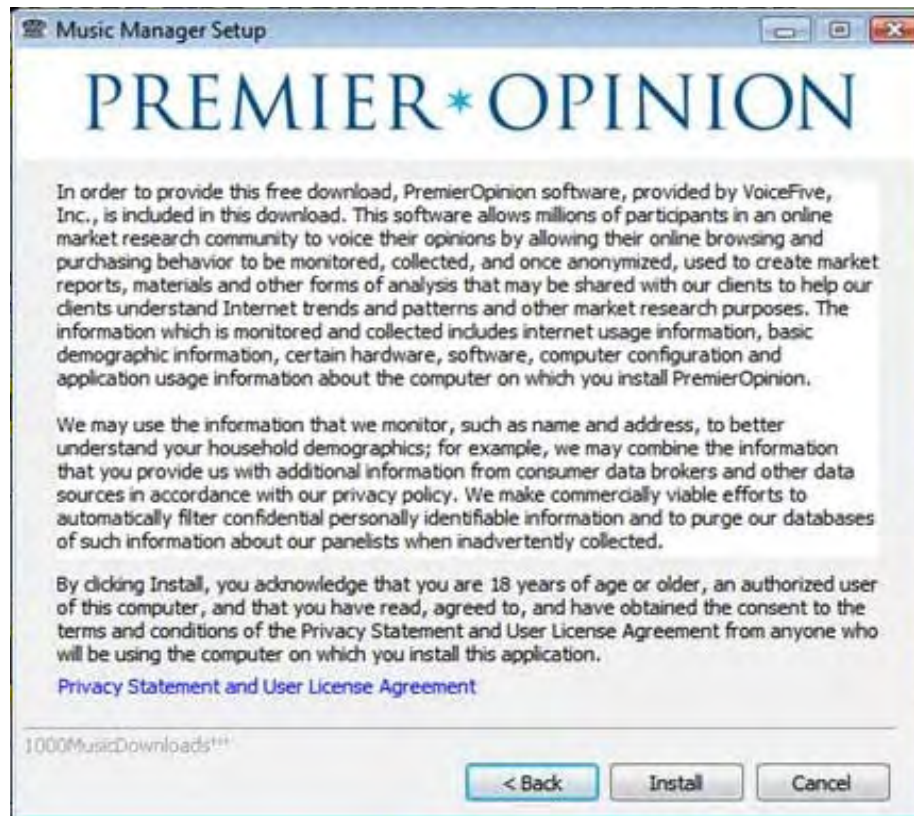 Music Manager Setup
PREMIER*OPINION
In order to provide this free download, PremierOpinion software, provided by VoiceFive,
Inc., is included in this download. This software allows millions of participants in an online
market research community to voice their opinions by allowing their online browsing and
purchasing behavior to be monitored, collected, and once anonymized, used to create market
reports, materials and other forms of analysis that may be shared with our clients to help our
clients understand Internet trends and patterns and other market research purposes. The
information which is monitored and collected includes internet usage information, basic
demographic information, certain hardware, software, computer configuration and
application usage information about the computer on which you install PremierOpinion.
We may use the information that we monitor, such as name and address, to better
understand your household demographics; for example, we may combine the information
that you provide us with additional information from consumer data brokers and other data
sources in accordance with our privacy policy. We make commercially viable efforts to
automatically filter confidential personally identifiable information and to purge our databases
of such information about our panelists when inadvertently collected.
By clicking Install, you acknowledge that you are 18 years of age or older, an authorized user
of this computer, and that you have read, agreed to, and have obtained the consent to the
terms and conditions of the Privacy Statement and User License Agreement from anyone who
will be using the computer on which you install this application.
Privacy Statement and User License Agreement
1000MusicDownloads
< Back Install Cancel